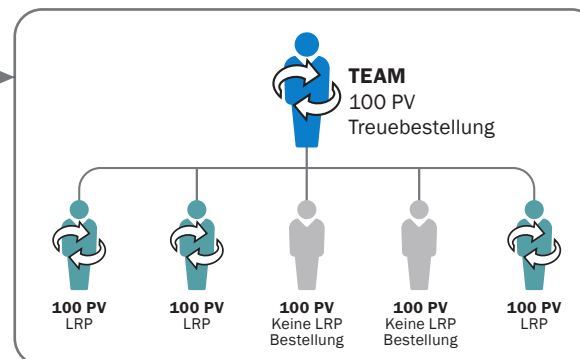 TEAM
100 PV
Treuebestellung
100 PV
LRP
100 PV
LRP
100 PV
Keine LRP
Bestellung
100 PV
Keine LRP
Bestellung
100 PV
LRP